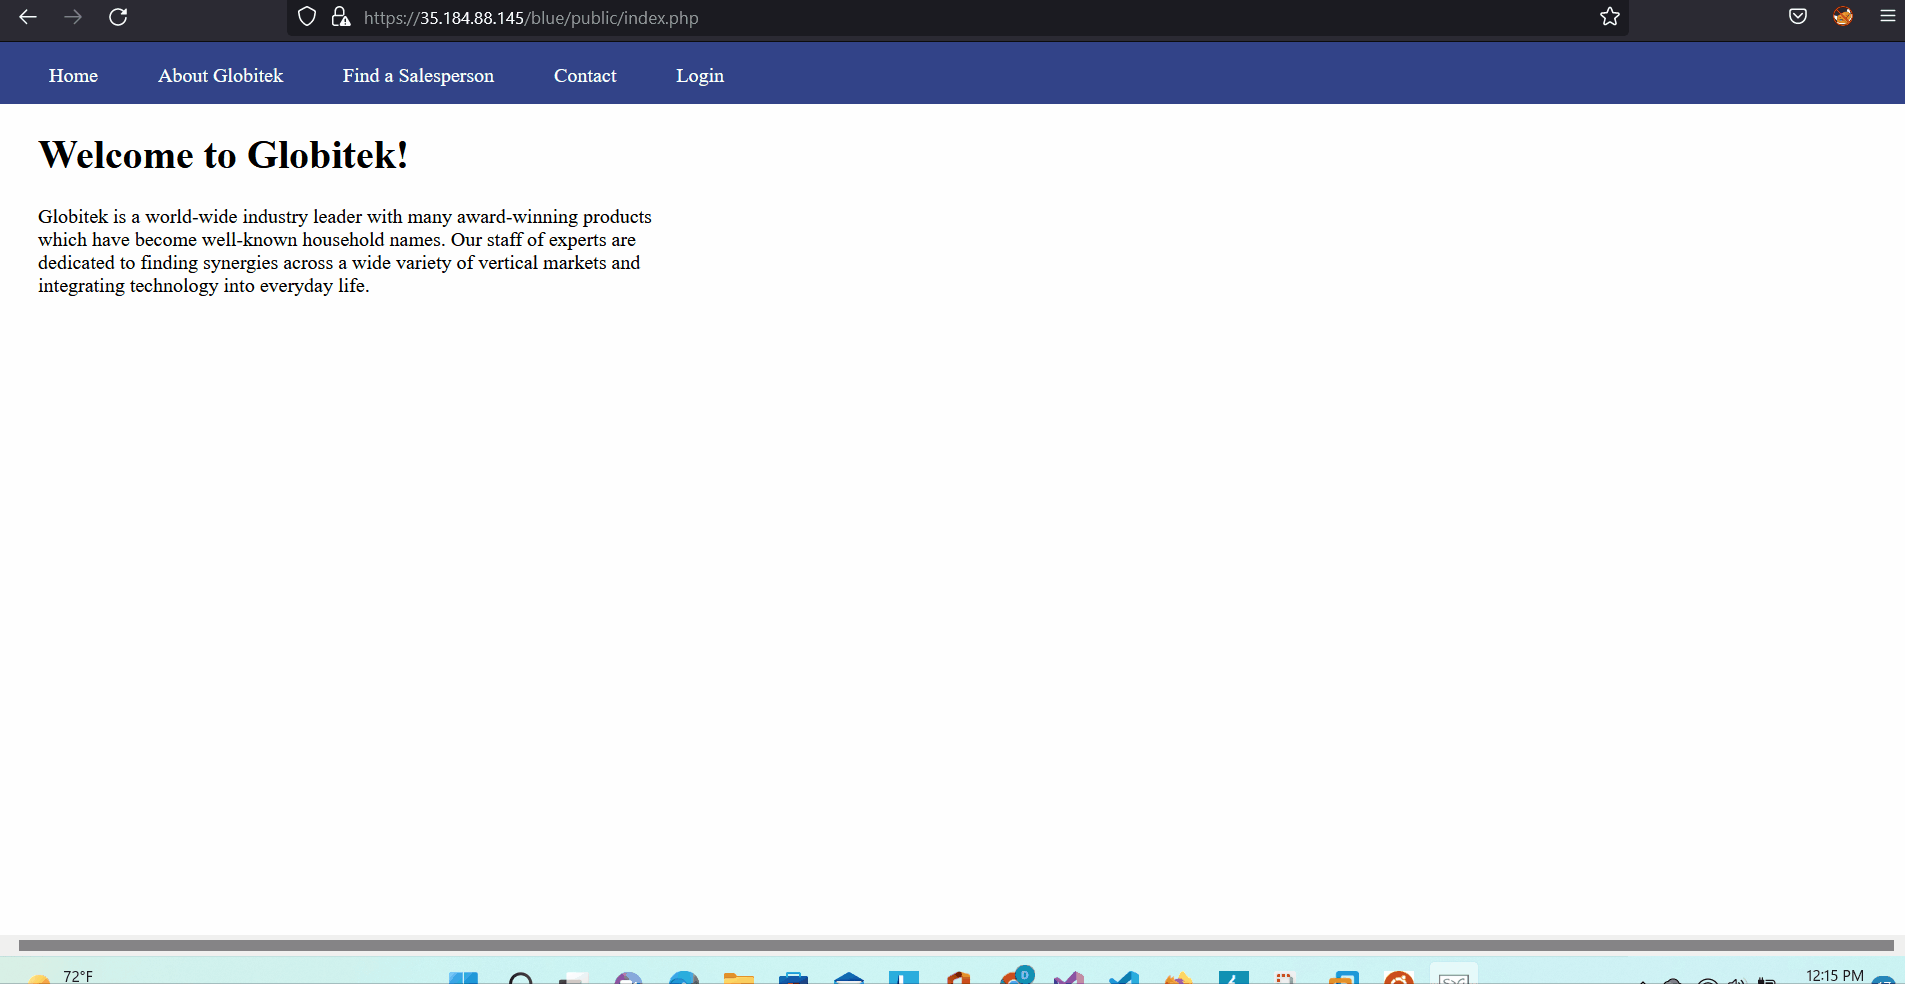 https://35.184.88.145/blue/public/index.php
Home About Globitek Find a Salesperson Contact Login
Welcome to Globitek!
Globitek is a world-wide industry leader with many award-winning products
which have become well-known household names. Our staff of experts are
dedicated to finding synergies across a wide variety of vertical markets and
integrating technology into everyday life.
72°F
D
12:15 PM